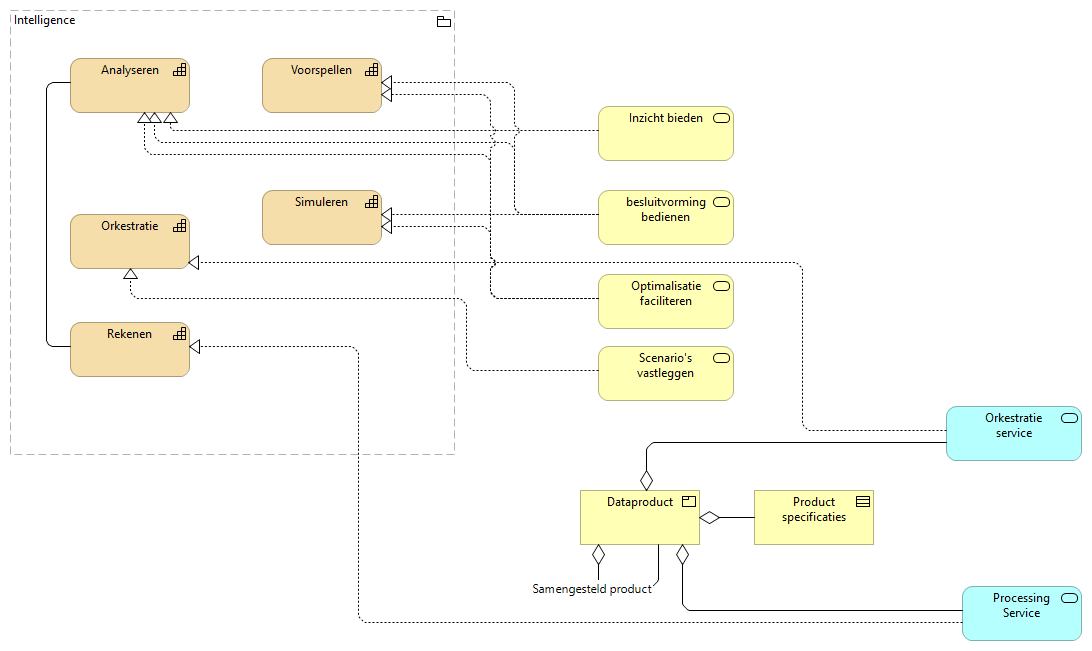 Intelligence
Analyseren
Voorspellen
Inzicht bieden
Simuleren
besluitvorming
bedienen
Orkestratie
Optimalisatie
faciliteren
Rekenen
Scenario's
vastleggen
Orkestratie
service
Dataproduct
Product
specificaties
Samengesteld product
Processing
Service